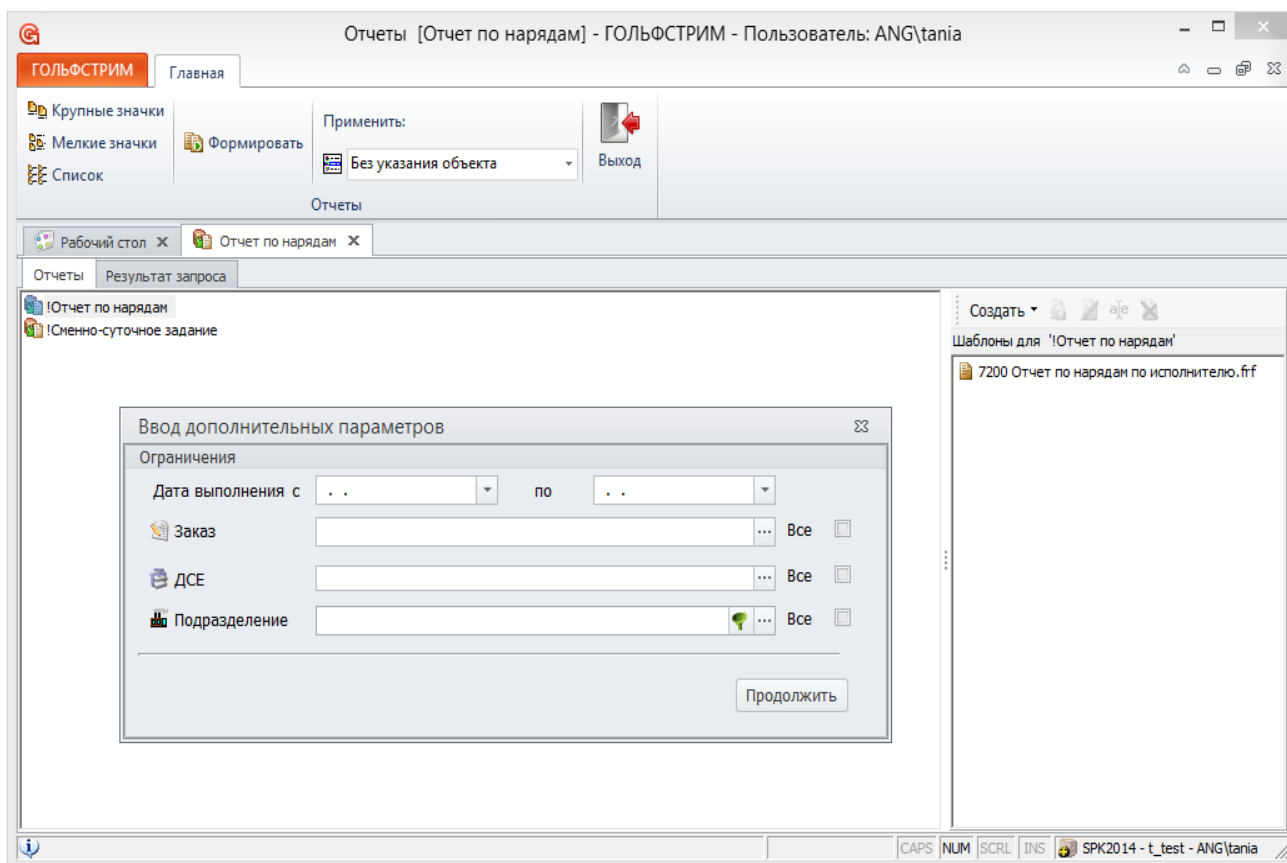 Отчеты [Отчет по нарядам] - ГОЛЬФСТРИМ - Пользователь: ANG\tania
ГОЛЬФСТРИМ Главная
Крупные значки
Мелкие значки
Список
Формировать
Применить:
Без указания объекта
Выход
Отчеты
Рабочий стол Отчет по нарядам
Отчеты Результат запроса
!Отчет по нарядам
!Сменно-суточное задание
Создать
Шаблоны для '!Отчет по нарядам'
7200 Отчет по нарядам по исполнителю.frf
Ввод дополнительных параметров
Ограничения
Дата выполнения с . . по . .
Заказ Все
ДСЕ Все
Подразделение Все
Продолжить
CAPS NUM SCRL INS SPK2014 - t_test - ANG\tania